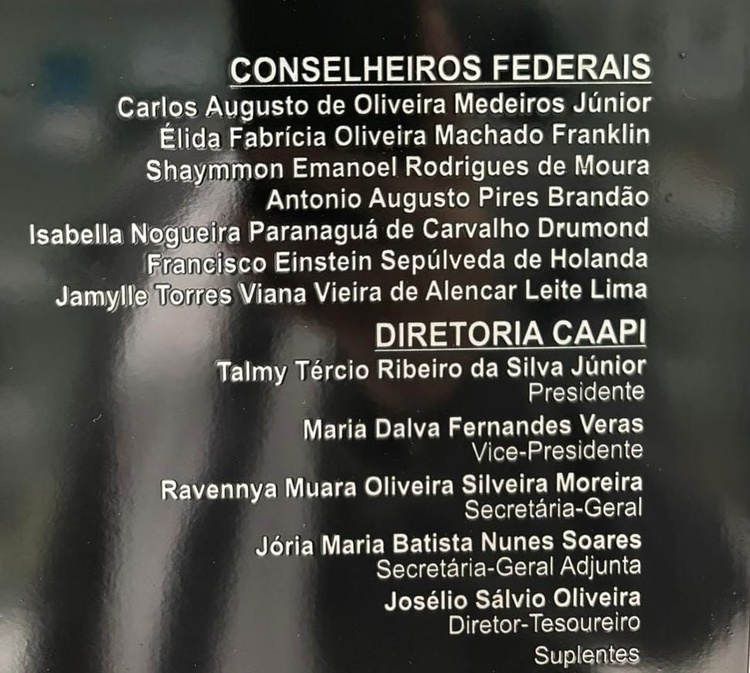 CONSELHEIROS FEDERAIS
Carlos Augusto de Oliveira Medeiros Júnior
Élida Fabrícia Oliveira Machado Franklin
Shaymmon Emanoel Rodrigues de Moura
Antonio Augusto Pires Brandão
Isabella Nogueira Paranaguá de Carvalho Drumond
Francisco Einstein Sepúlveda de Holanda
Jamylle Torres Viana Vieira de Alencar Leite Lima
DIRETORIA CAAPI
Talmy Tércio Ribeiro da Silva Júnior
Presidente
Maria Dalva Fernandes Veras
Vice-Presidente
Ravennya Muara Oliveira Silveira Moreira
Secretária-Geral
Jória Maria Batista Nunes Soares
Secretária-Geral Adjunta
Josélio Sálvio Oliveira
Diretor-Tesoureiro
Suplentes